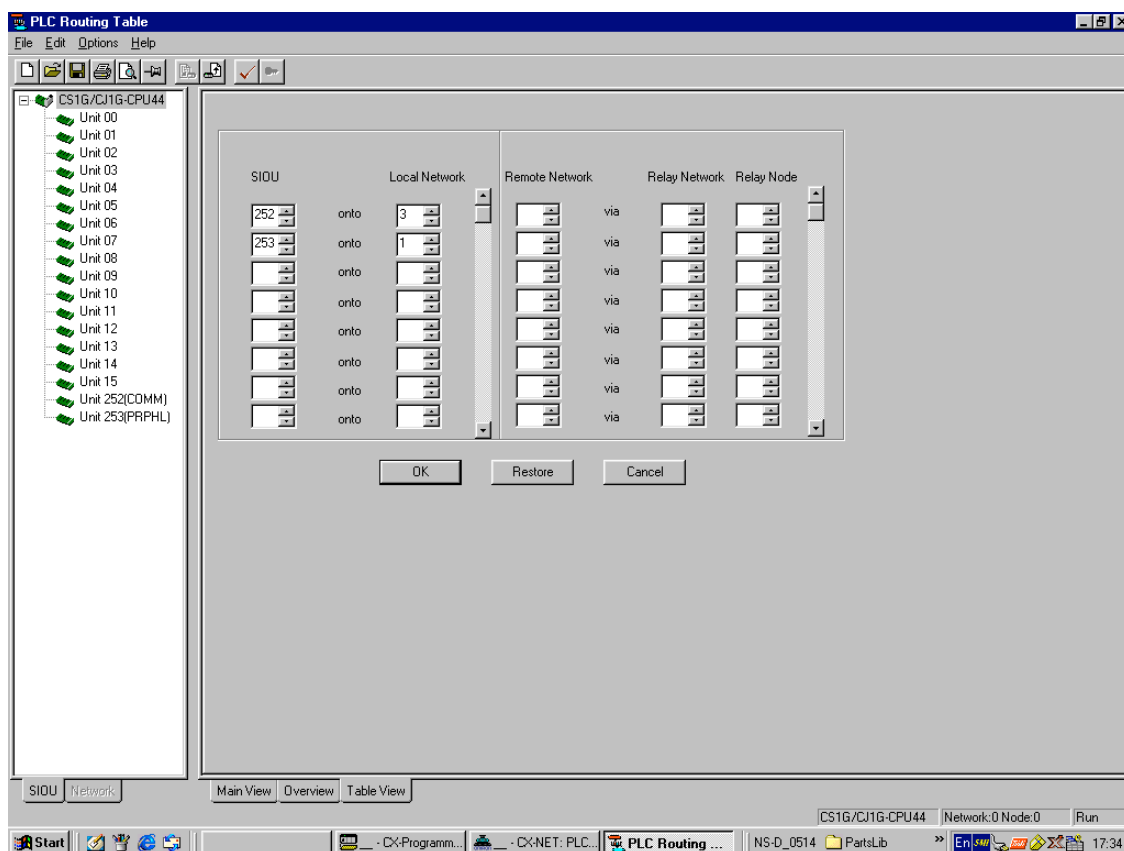 PLC Routing Table
File Edit Options Help
CS1G/CJ1G-CPU44
Unit 00
Unit 01
Unit 02
Unit 03
Unit 04
Unit 05
Unit 06
Unit 07
Unit 08
Unit 09
Unit 10
Unit 11
Unit 12
Unit 13
Unit 14
Unit 15
Unit 252(COMM)
Unit 253(PRPHL)
SIOU Local Network Remote Network Relay Network Relay Node
252 onto 3 via
253 onto 1 via
onto via
onto via
onto via
onto via
onto via
onto via
OK Restore Cancel
SIOU Network Main View Overview Table View
CS1G/CJ1G-CPU44 Network:0 Node:0 Run
Start __ - CX-Programm... __ - CX-NET: PLC... PLC Routing ... NS-D_0514 PartsLib » En 17:34